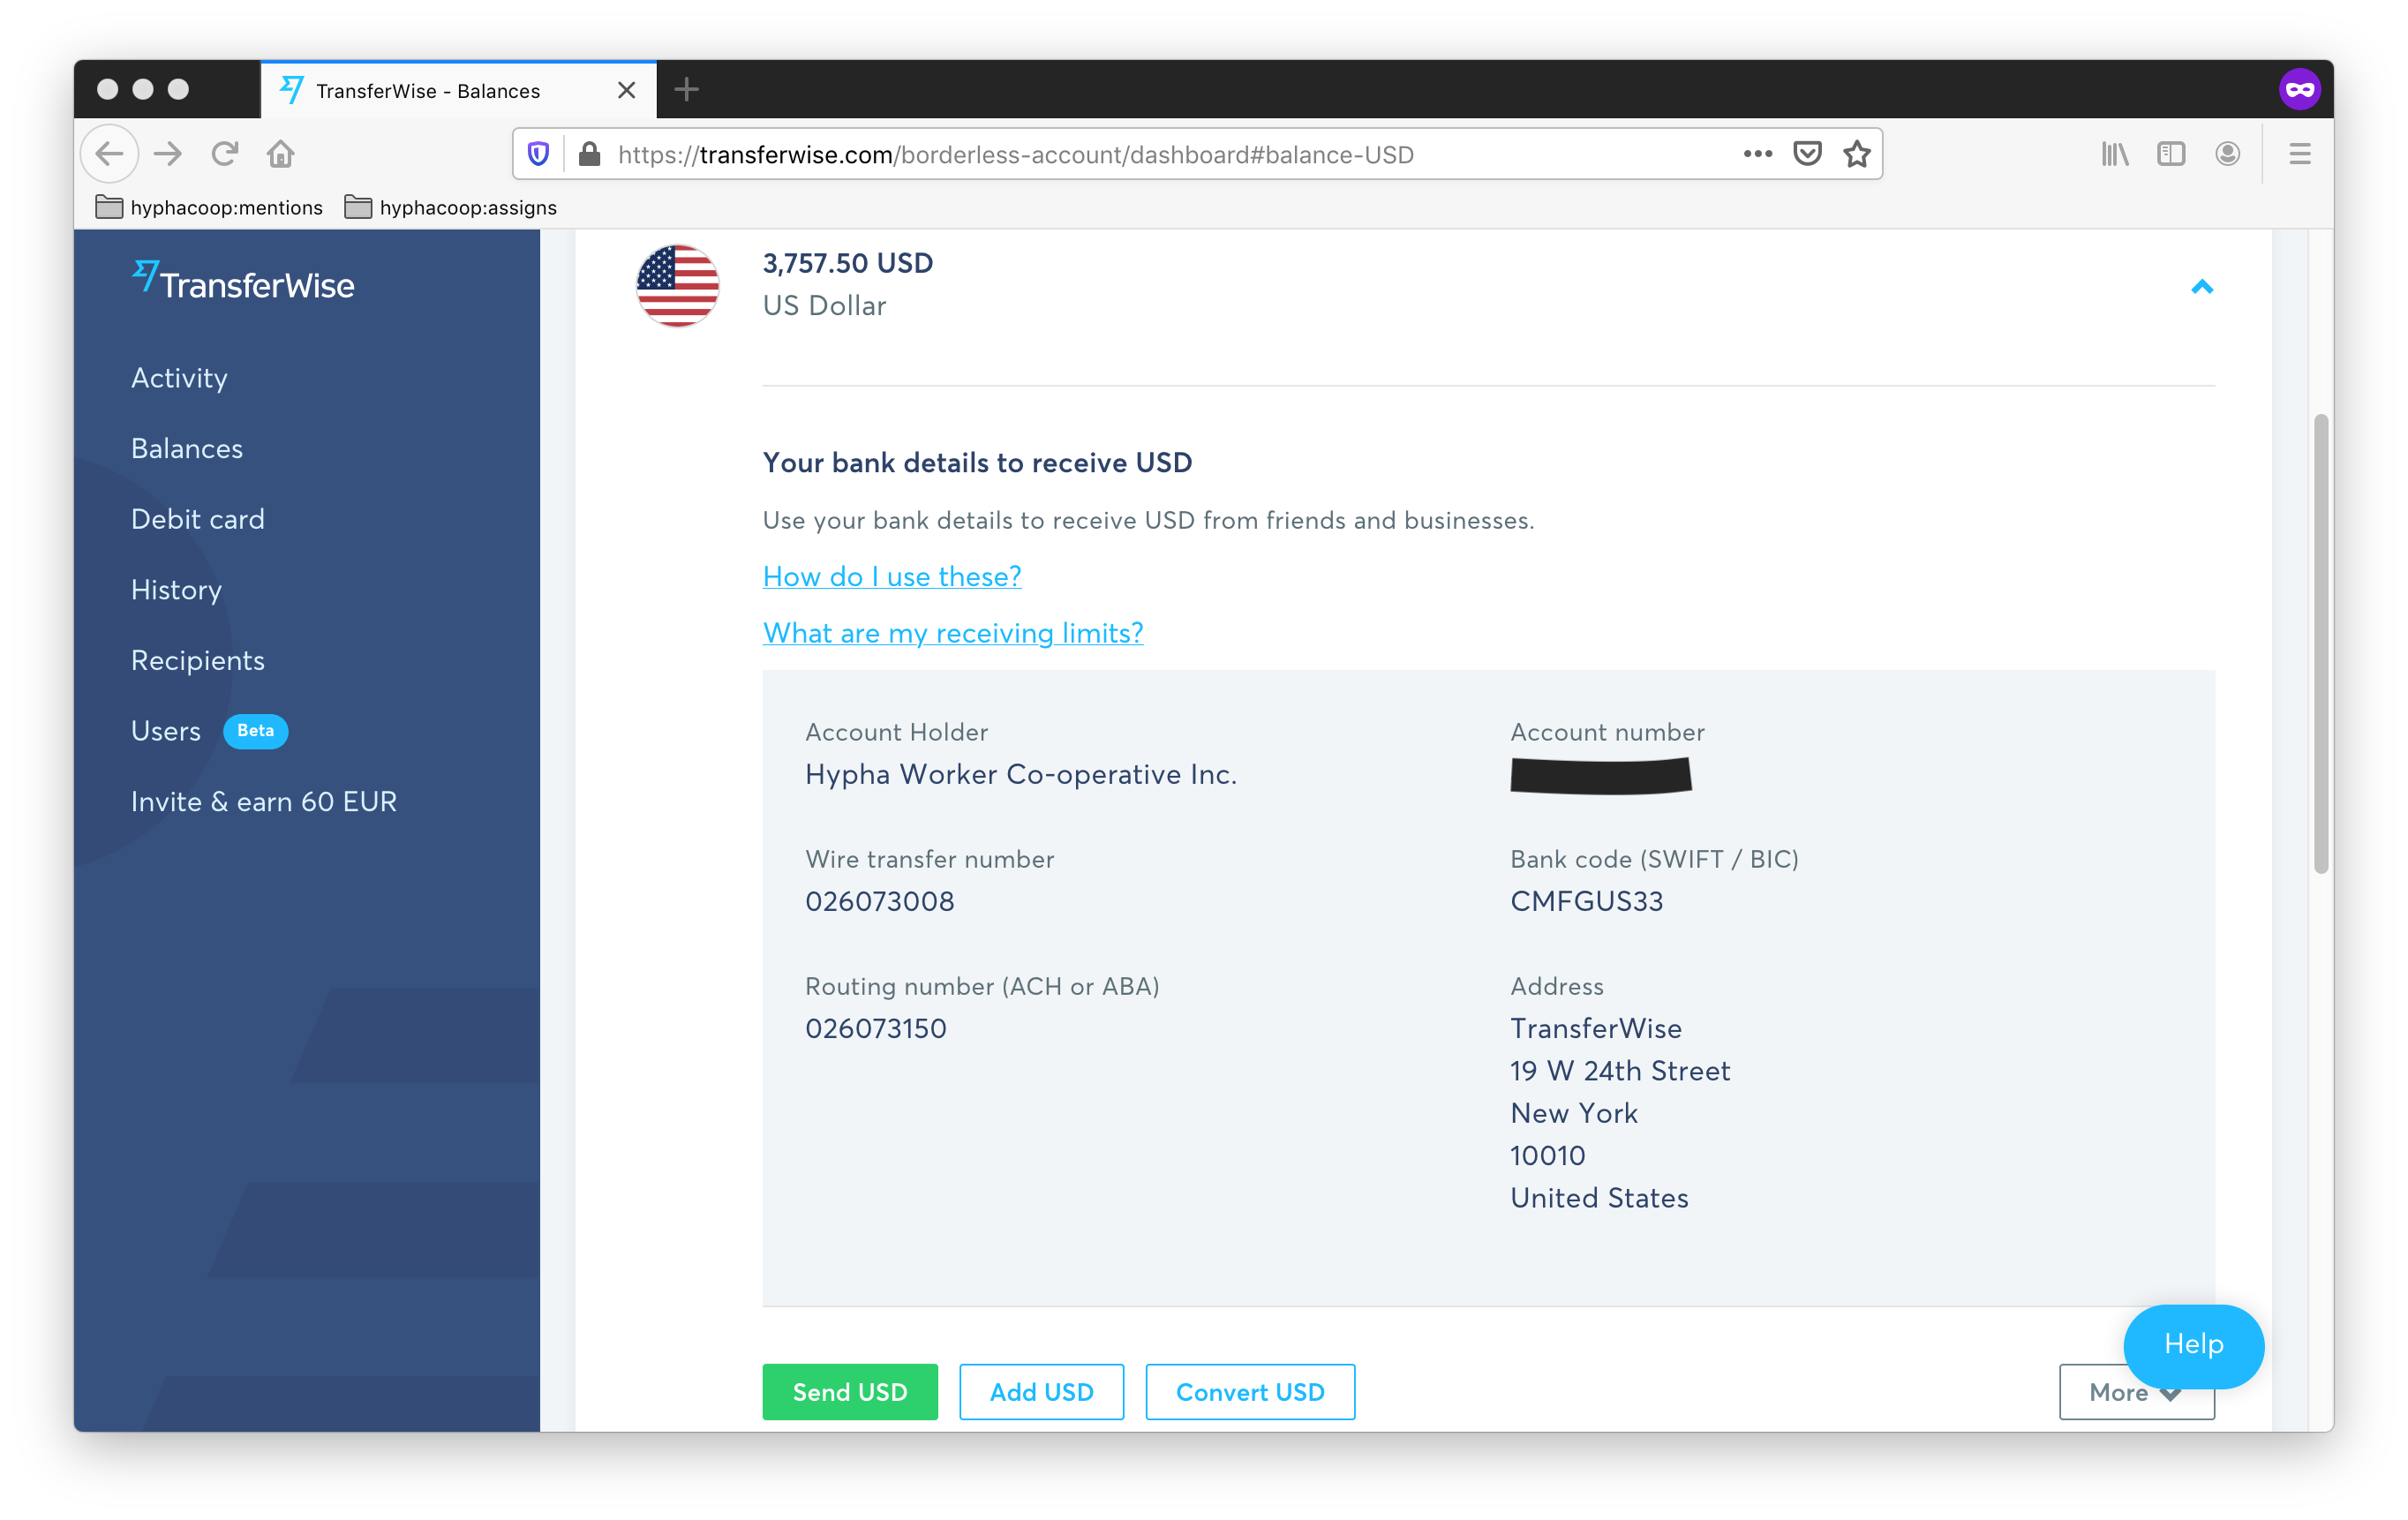 TransferWise - Balances
https://transferwise.com/borderless-account/dashboard#balance-USD
hyphacoop:mentions hyphacoop:assigns
TransferWise
Activity
Balances
Debit card
History
Recipients
Users Beta
Invite & earn 60 EUR
3,757.50 USD
US Dollar
Your bank details to receive USD
Use your bank details to receive USD from friends and businesses.
How do I use these?
What are my receiving limits?
Account Holder
Hypha Worker Co-operative Inc.
Account number
Wire transfer number
026073008
Bank code (SWIFT / BIC)
CMFGUS33
Routing number (ACH or ABA)
026073150
Address
TransferWise
19 W 24th Street
New York
10010
United States
Send USD Add USD Convert USD More
Help